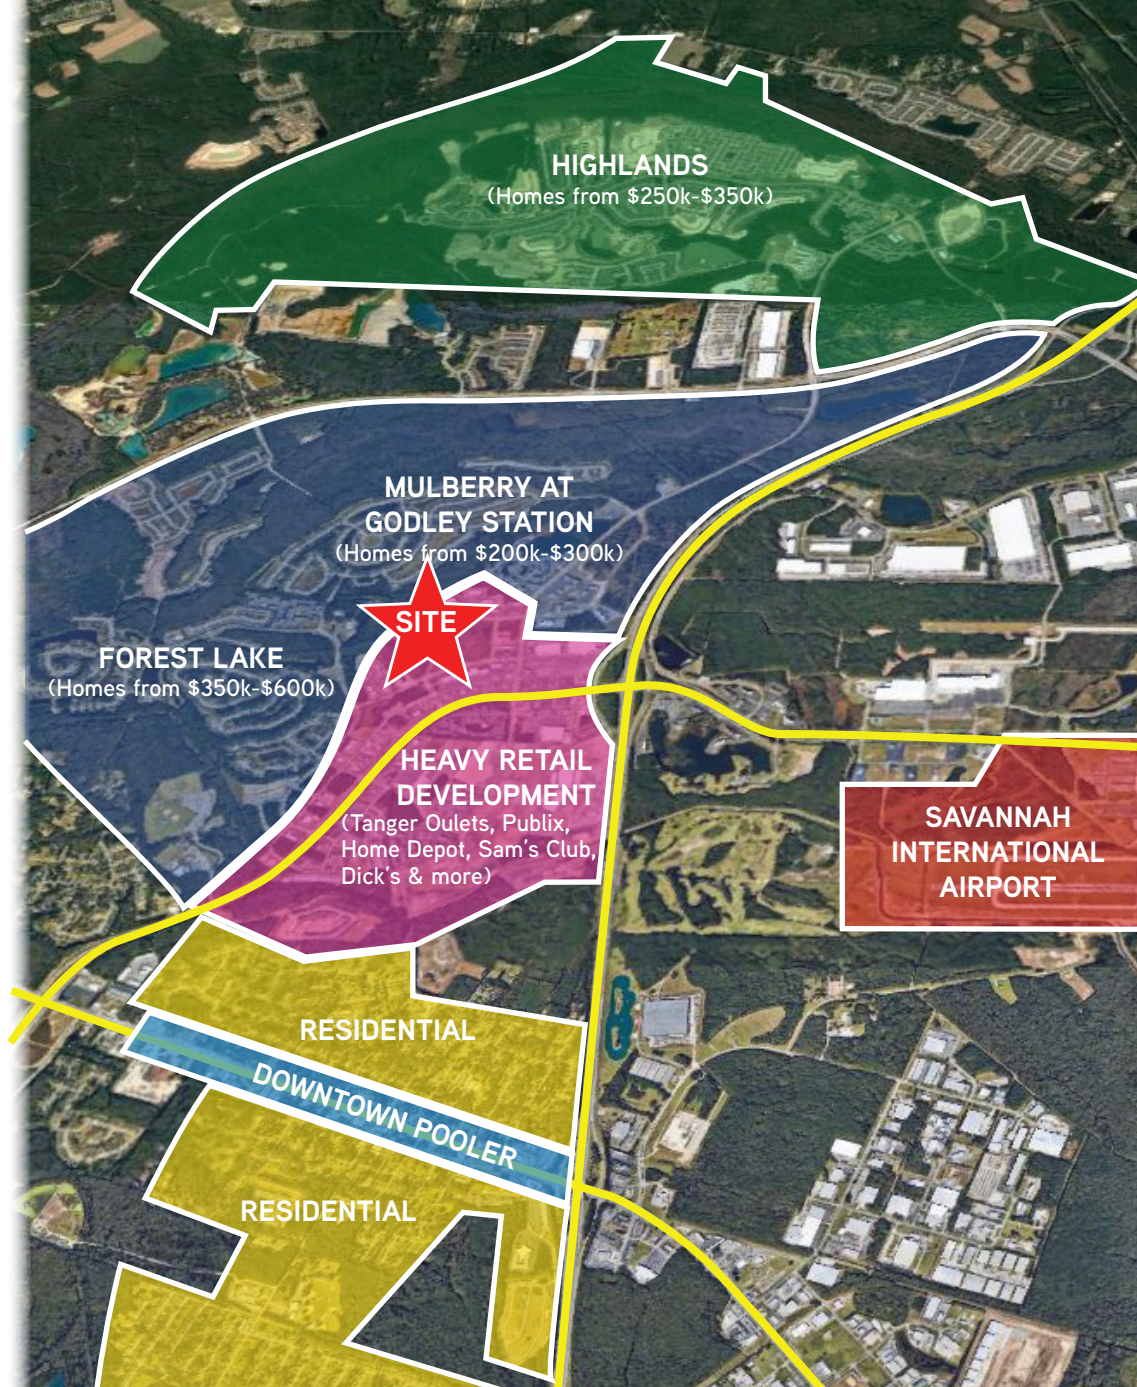 HIGHLANDS
(Homes from $250k-$350k)
MULBERRY AT
GODLEY STATION
(Homes from $200k-$300k)
SITE
FOREST LAKE
(Homes from $350k-$600k)
HEAVY RETAIL
DEVELOPMENT
(Tanger Oulets, Publix,
Home Depot, Sam's Club,
Dick's & more)
SAVANNAH
INTERNATIONAL
AIRPORT
RESIDENTIAL
DOWNTOWN POOLER
RESIDENTIAL